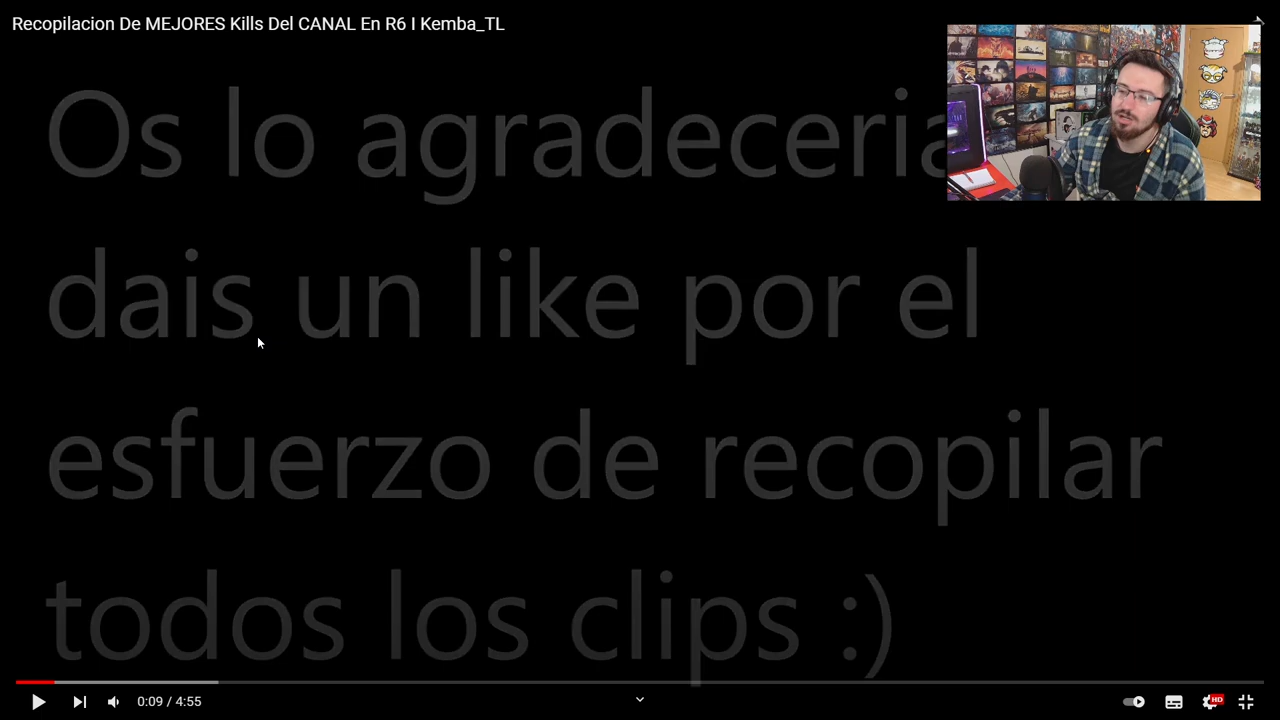 Recopilacion De MEJORES Kills Del CANAL En R6 I Kemba_TL
Os lo agradeceria
dais un like por el
esfuerzo de recopilar
todos los clips :)
0:09 / 4:55
HD